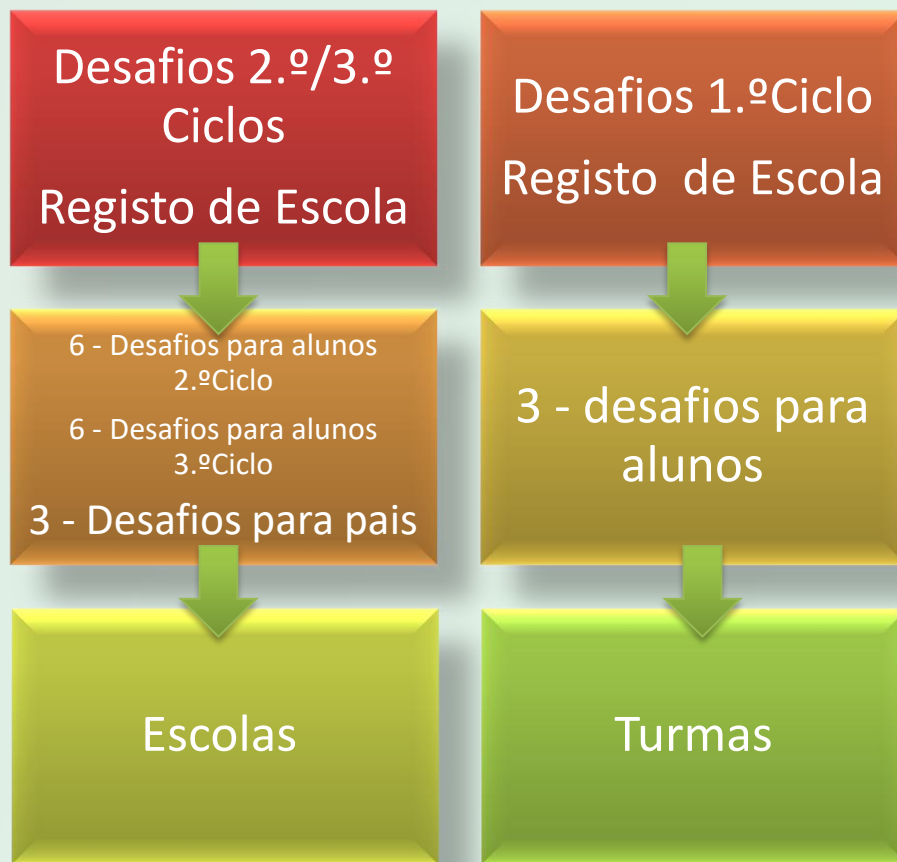 Desafios 2.º/3.º
Ciclos
Registo de Escola
6 - Desafios para alunos
2.ºCiclo
6 - Desafios para alunos
3.ºCiclo
3 - Desafios para pais
Escolas
Desafios 1.ºCiclo
Registo de Escola
3 - desafios para
alunos
Turmas